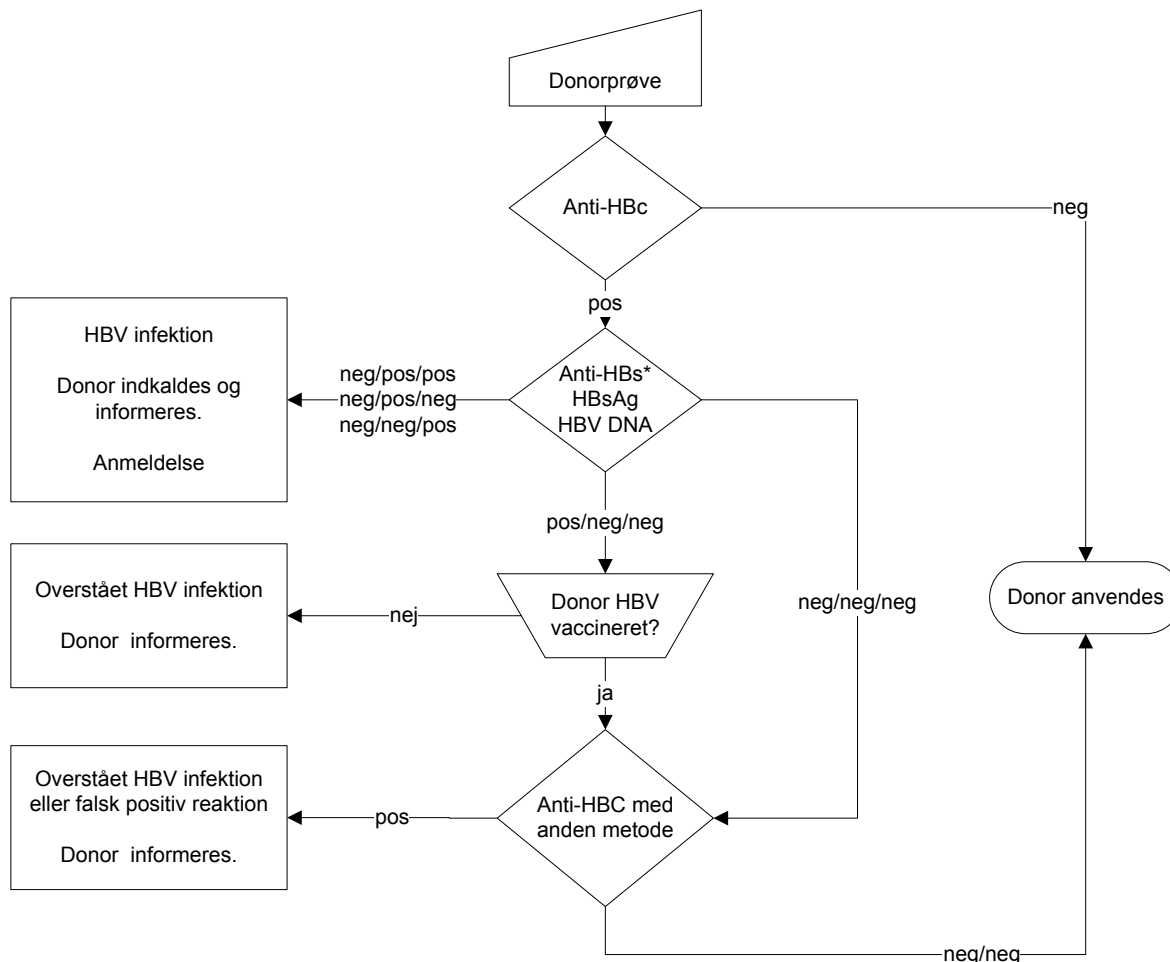 Donorprøve
Anti-HBc
neg
pos
HBV infektion
Donor indkaldes og
informeres.
Anmeldelse
neg/pos/pos
neg/pos/neg
neg/neg/pos
Anti-HBs*
HBsAg
HBV DNA
pos/neg/neg
neg/neg/neg
Overstået HBV infektion
Donor informeres.
nej
Donor HBV
vaccineret?
Donor anvendes
ja
Overstået HBV infektion
eller falsk positiv reaktion
Donor informeres.
pos
Anti-HBC med
anden metode
neg/neg